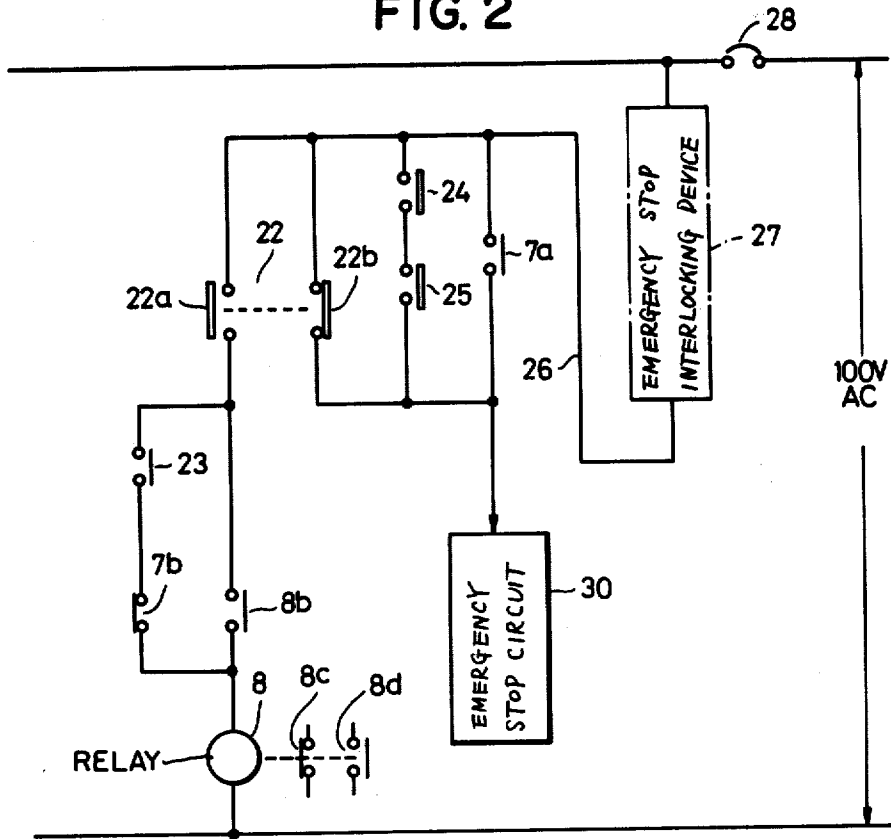 FIG. 2
28
EMERGENCY STOP
INTERLOCKING DEVICE
27
24
22
22b
7a
22a
25
26
100V
AC
23
7b
8b
30
EMERGENCY
STOP CIRCUIT
8
8c
8d
RELAY